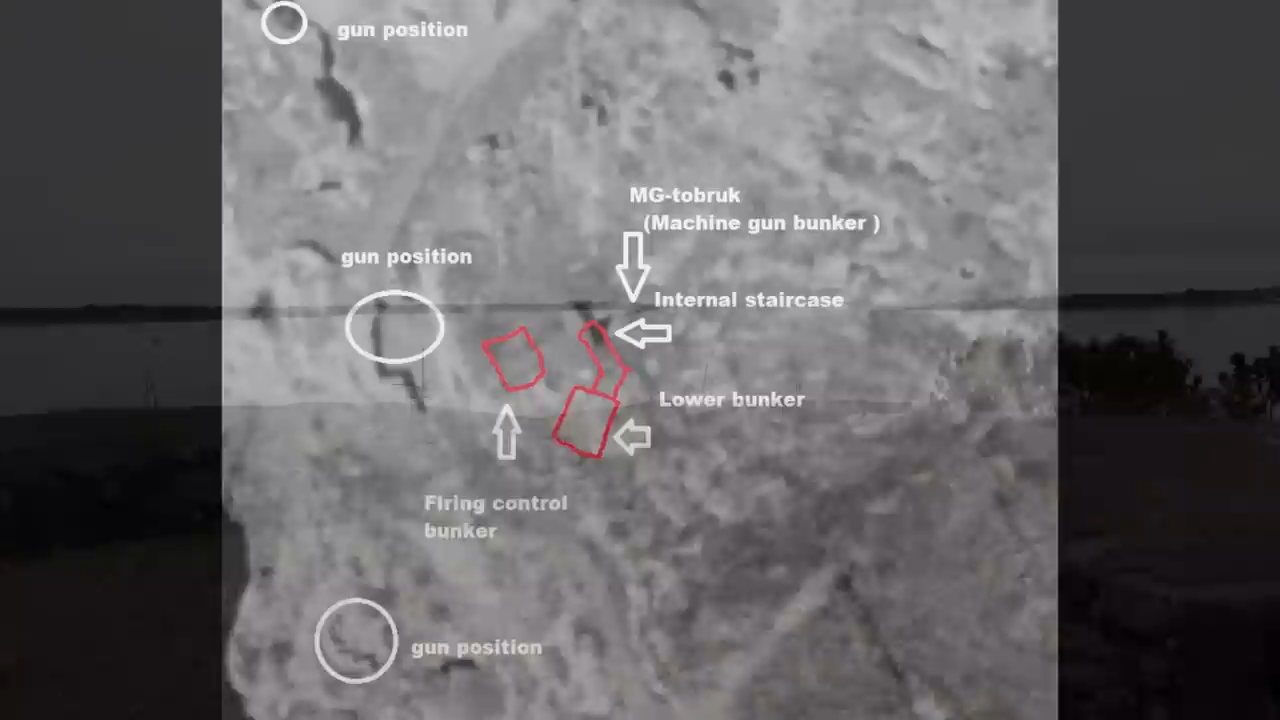 gun position
MG-tobruk
(Machine gun bunker )
gun position
Internal staircase
Lower bunker
FIring control
bunker
gun position